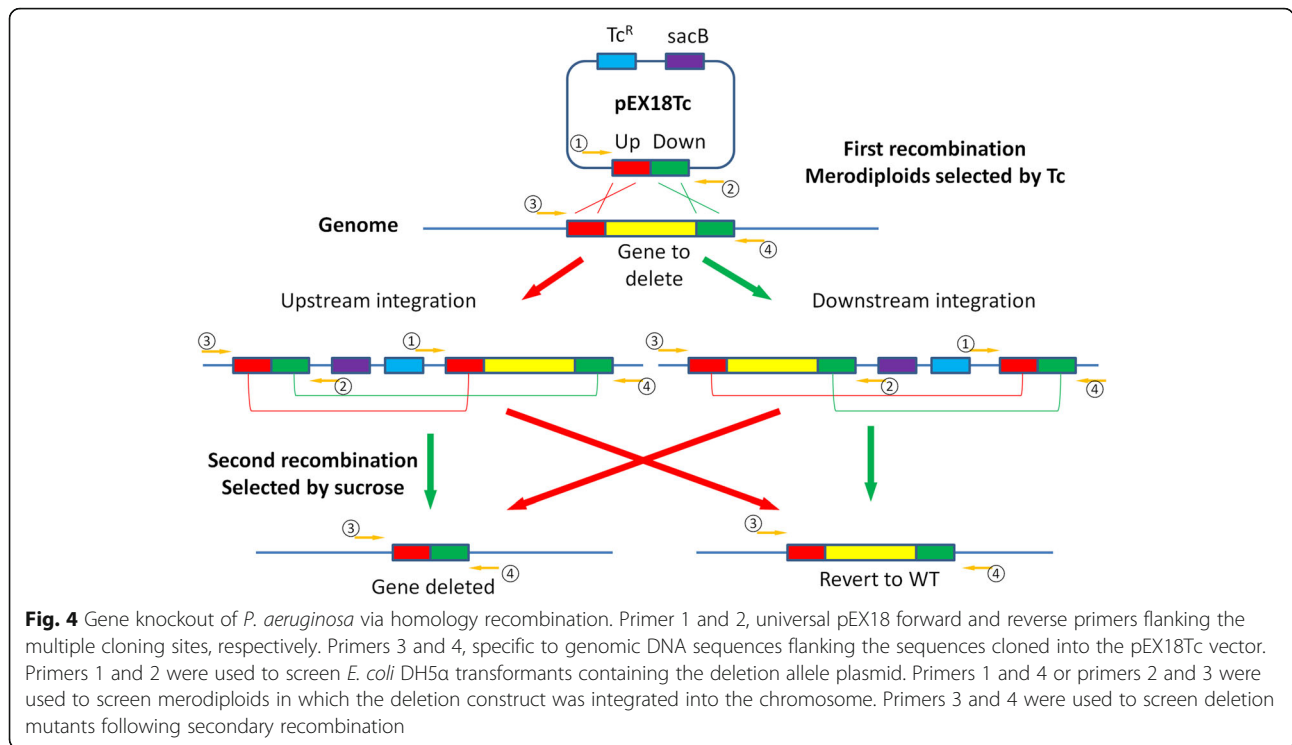 Tcᴿ sacB
pEX18Tc
① Up Down
②
First recombination
Merodiploids selected by Tc
③
Genome
④
Gene to
delete
Upstream integration
Downstream integration
③ ① ② ④
③ ① ② ④
Second recombination
Selected by sucrose
③ ④
Gene deleted
③ ④
Revert to WT
Fig. 4 Gene knockout of P. aeruginosa via homology recombination. Primer 1 and 2, universal pEX18 forward and reverse primers flanking the
multiple cloning sites, respectively. Primers 3 and 4, specific to genomic DNA sequences flanking the sequences cloned into the pEX18Tc vector.
Primers 1 and 2 were used to screen E. coli DH5α transformants containing the deletion allele plasmid. Primers 1 and 4 or primers 2 and 3 were
used to screen merodiploids in which the deletion construct was integrated into the chromosome. Primers 3 and 4 were used to screen deletion
mutants following secondary recombination